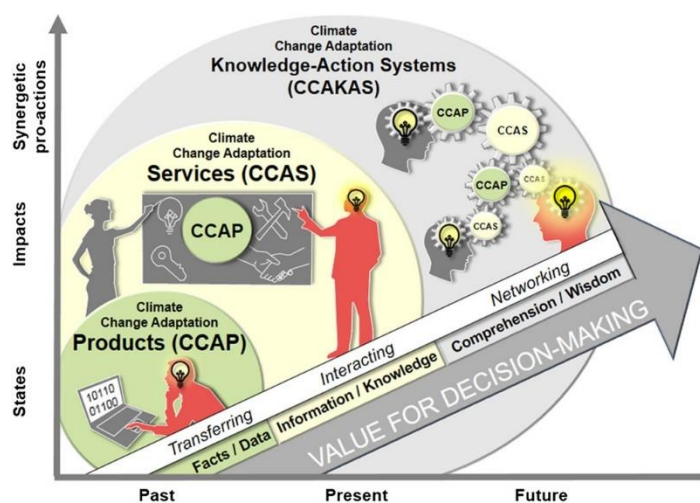 Climate
Change Adaptation
Knowledge-Action Systems
(CCAKAS)
CCAP
CCAS
CCAP
CCAS
CCAS
Climate
Change Adaptation
Services (CCAS)
CCAP
Climate
Change Adaptation
Products (CCAP)
10110
01100
Transferring
Interacting
Networking
Facts / Data
Information / Knowledge
Comprehension / Wisdom
VALUE FOR DECISION-MAKING
Synergetic
pro-actions
Impacts
States
Past
Present
Future